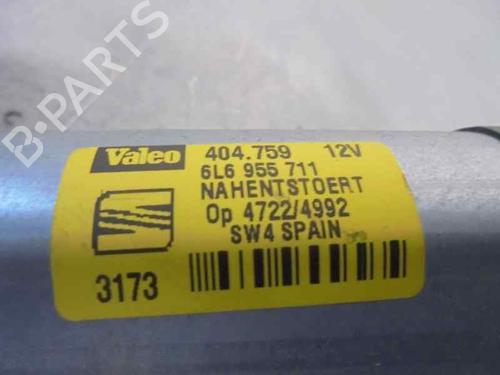 B-PARTS
Valeo 404.759 12V
6L6 955 711
NAHENTSTOERT
Op 4722/4992
SW4 SPAIN
3173